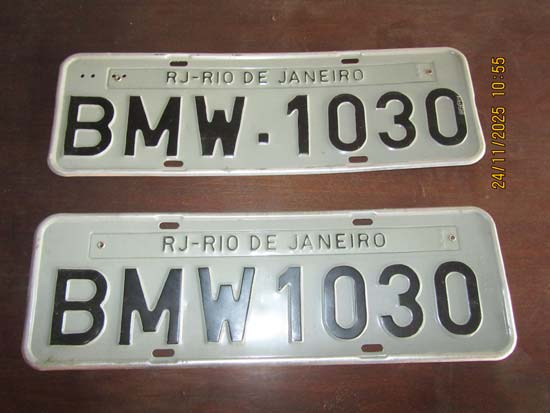 RJ-RIO DE JANEIRO
BMW·1030
RJ-RIO DE JANEIRO
BMW1030
24/11/2025 10:55